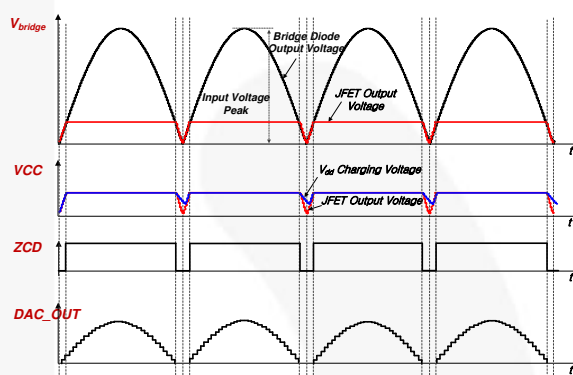 V_bridge
Bridge Diode
Output Voltage
Input Voltage
Peak
JFET Output
Voltage
t
VCC
V_dd Charging Voltage
JFET Output Voltage
t
ZCD
t
DAC_OUT
t